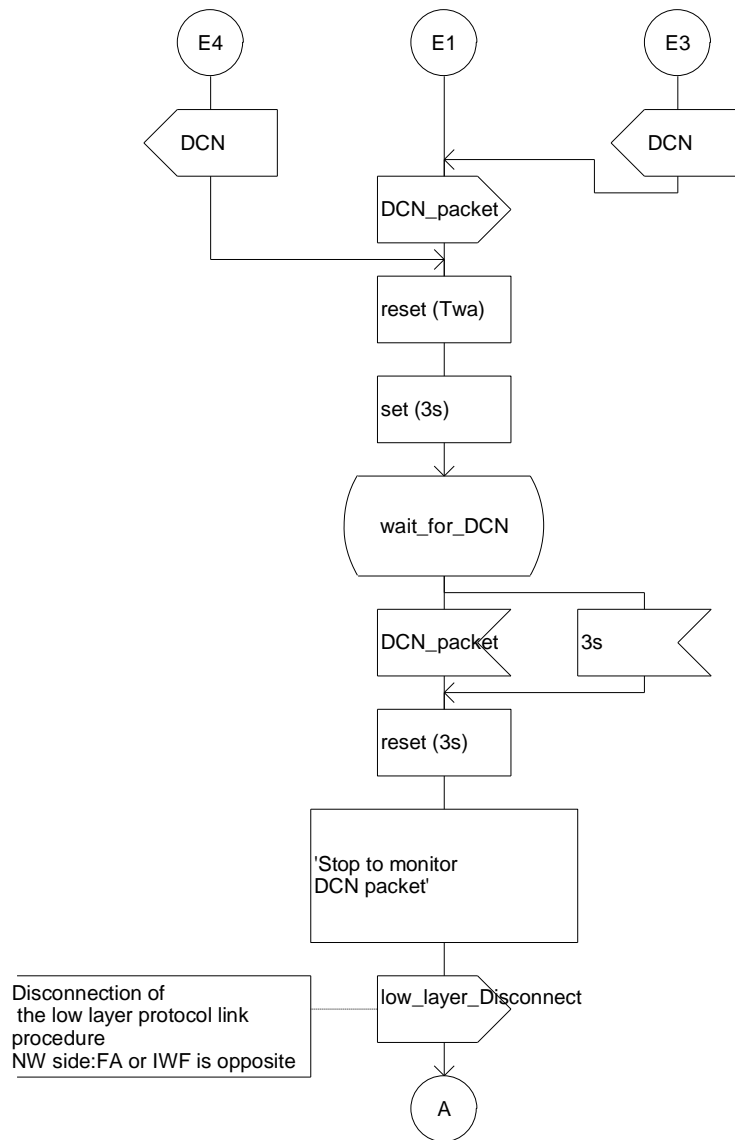 E4
E1
E3
DCN
DCN
DCN_packet
reset (Twa)
set (3s)
wait_for_DCN
DCN_packet
3s
reset (3s)
'Stop to monitor
DCN packet'
low_layer_Disconnect
Disconnection of
the low layer protocol link
procedure
NW side:FA or IWF is opposite
A